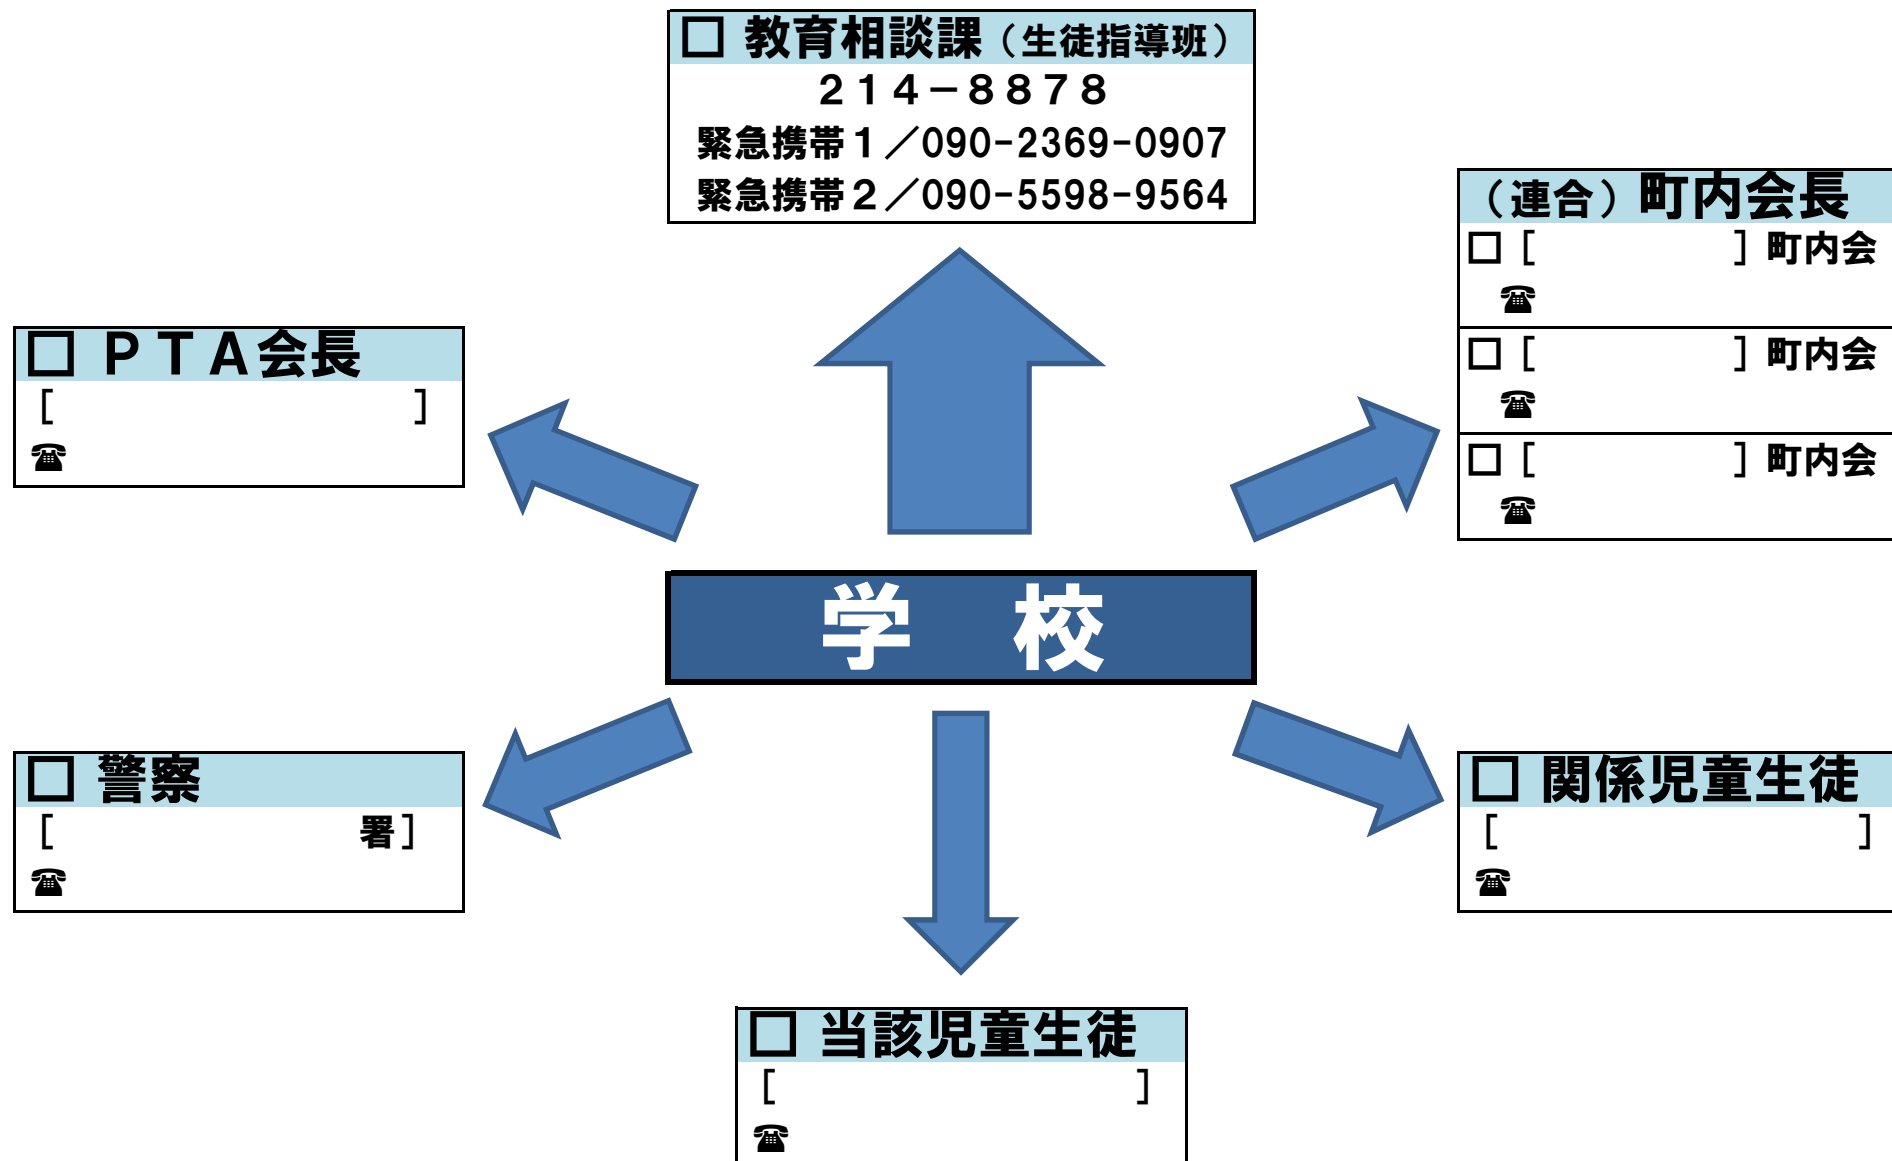 □ 教育相談課（生徒指導班）
２１４－８８７８
緊急携帯１／090-2369-0907
緊急携帯２／090-5598-9564
（連合）町内会長
□［　　　　　］町内会
☎
□［　　　　　］町内会
☎
□［　　　　　］町内会
☎
□ ＰＴＡ会長
［　　　　　　　　　］
☎
学　校
□ 警察
［　　　　　　　　署］
☎
□ 関係児童生徒
［　　　　　　　　　］
☎
□ 当該児童生徒
［　　　　　　　　　］
☎